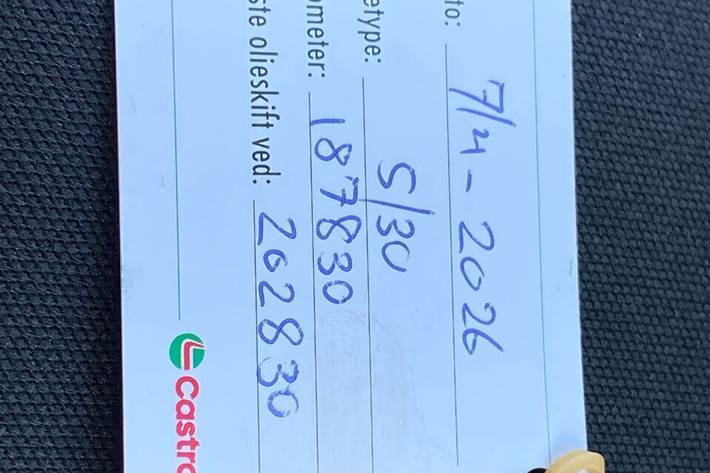 to: 7/4-2026
etype: 5/30
ometer: 187830
ste olieskift ved: 202830
Castro